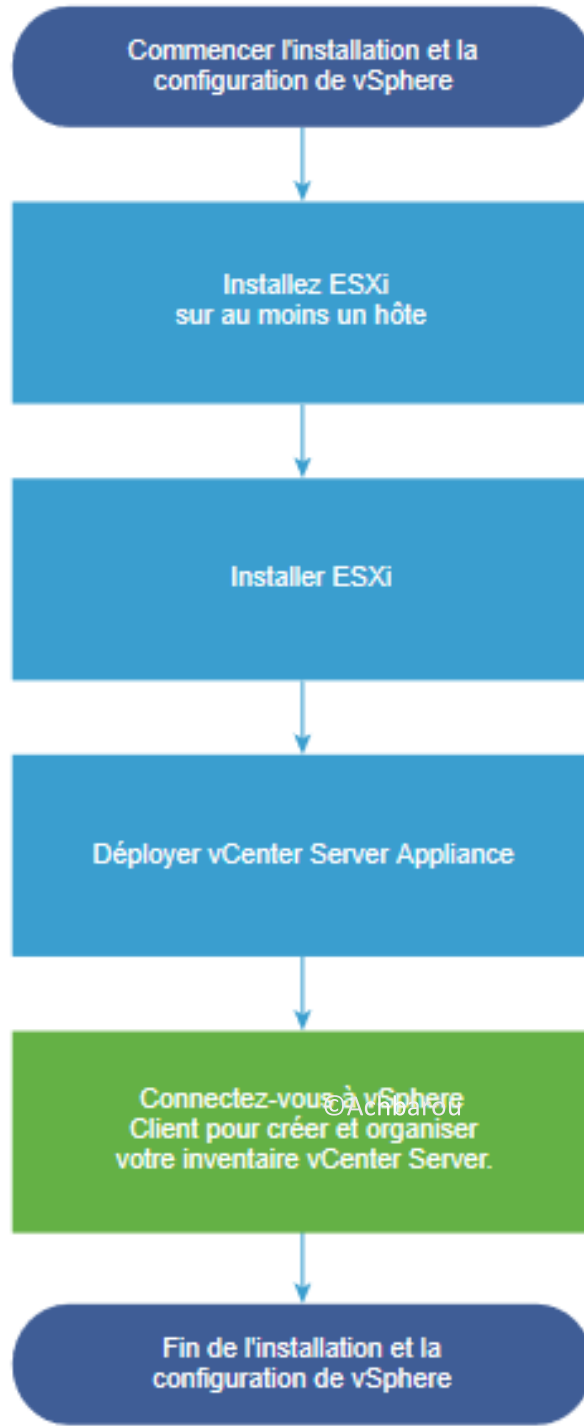 Commencer l'installation et la
configuration de vSphere
Installez ESXi
sur au moins un hôte
Installer ESXi
Déployer vCenter Server Appliance
Connectez-vous à vSphere
©Achbarou
Client pour créer et organiser
votre inventaire vCenter Server.
Fin de l'installation et la
configuration de vSphere